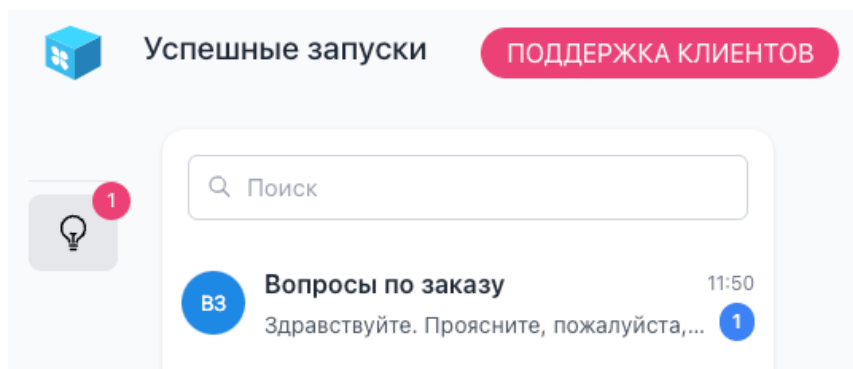 Успешные запуски
ПОДДЕРЖКА КЛИЕНТОВ
1
Поиск
ВЗ
Вопросы по заказу
11:50
Здравствуйте. Проясните, пожалуйста,...
1